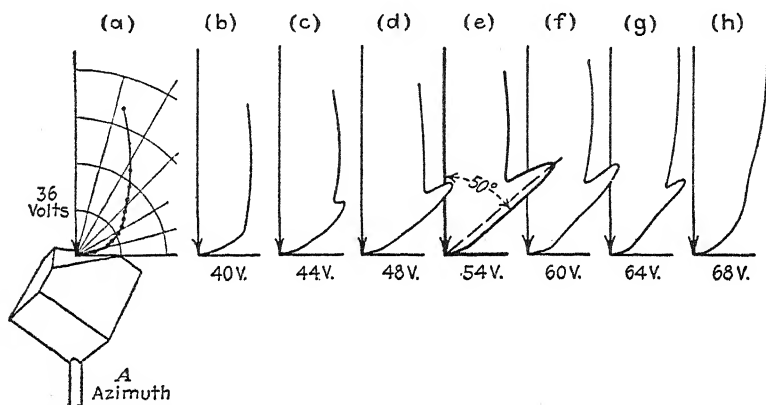 (a) (b) (c) (d) (e) (f) (g) (h)
36
Volts
50°
40V. 44V. 48V. 54V. 60V. 64V. 68V.
A
Azimuth